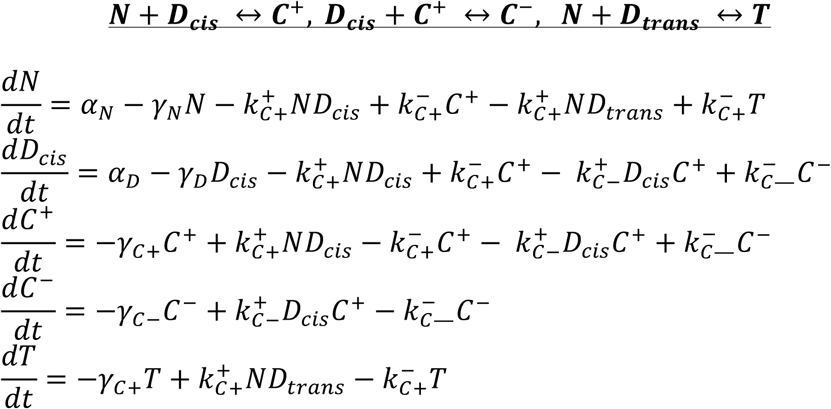 N + D_cis ↔ C⁺, D_cis + C⁺ ↔ C⁻, N + D_trans ↔ T
dN/dt = α_N − γ_N N − k⁺_C+ N D_cis + k⁻_C+ C⁺ − k⁺_C+ N D_trans + k⁻_C+ T
dD_cis/dt = α_D − γ_D D_cis − k⁺_C+ N D_cis + k⁻_C+ C⁺ − k⁺_C− D_cis C⁺ + k⁻_C− C⁻
dC⁺/dt = −γ_C+ C⁺ + k⁺_C+ N D_cis − k⁻_C+ C⁺ − k⁺_C− D_cis C⁺ + k⁻_C− C⁻
dC⁻/dt = −γ_C− C⁻ + k⁺_C− D_cis C⁺ − k⁻_C− C⁻
dT/dt = −γ_C+ T + k⁺_C+ N D_trans − k⁻_C+ T